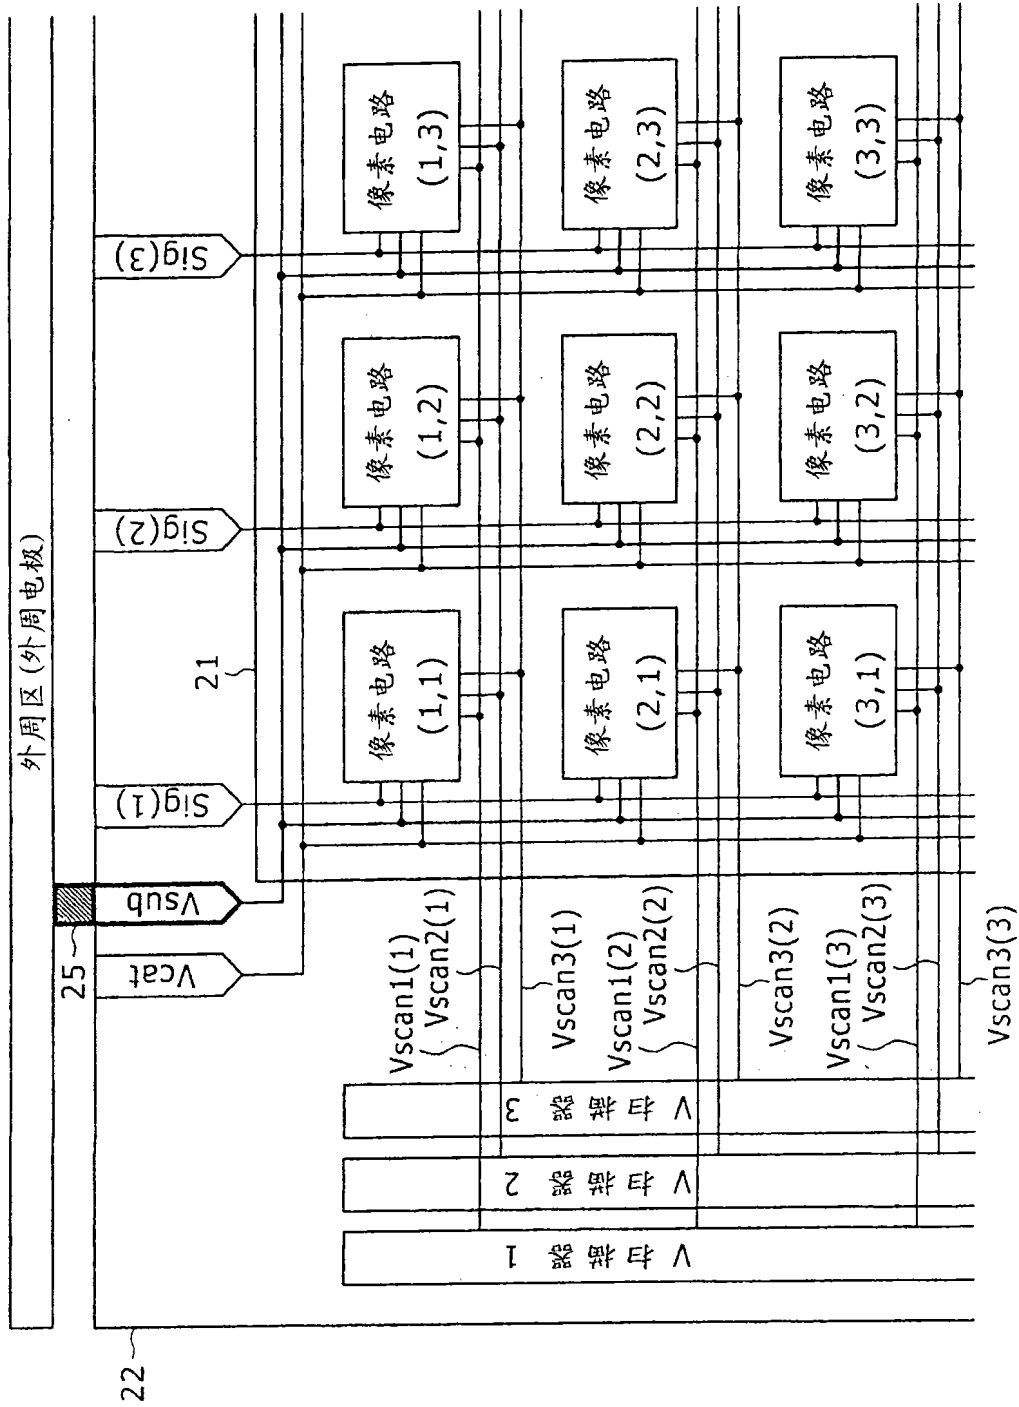 外周区(外周电极)
22
25
21
Vcat
Vsub
Sig(1)
Sig(2)
Sig(3)
V扫描器 1
V扫描器 2
V扫描器 3
Vscan1(1)
Vscan2(1)
Vscan3(1)
像素电路
(1,1)
像素电路
(1,2)
像素电路
(1,3)
Vscan1(2)
Vscan2(2)
Vscan3(2)
像素电路
(2,1)
像素电路
(2,2)
像素电路
(2,3)
Vscan1(3)
Vscan2(3)
Vscan3(3)
像素电路
(3,1)
像素电路
(3,2)
像素电路
(3,3)